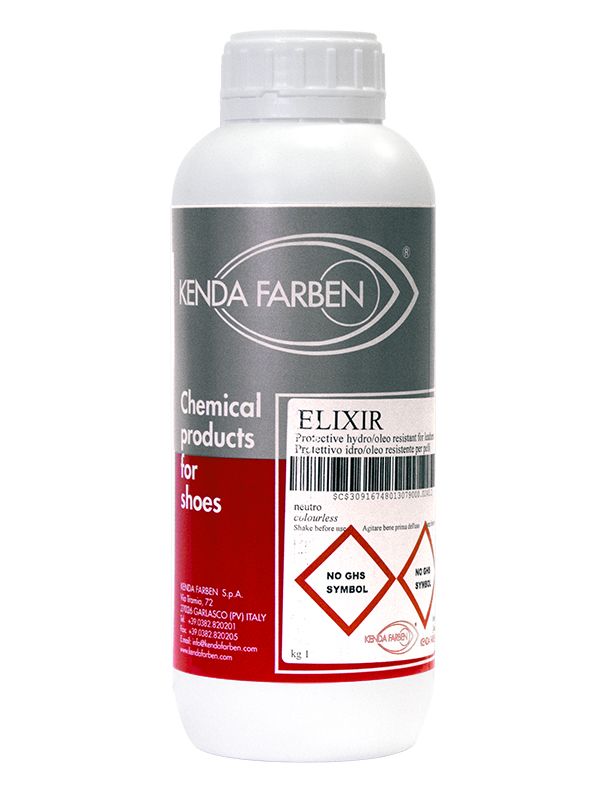 KENDA FARBEN
®
Chemical
products
for
shoes
ELIXIR
Protective hydro/oleo resistant for
Protettivo idro/oleo resistente per pelli
neutro
colourless
Shake before use Agitare bene prima dell'uso
NO GHS
SYMBOL
NO GHS
SYMBOL
KENDA FARBEN
KENDA
kg 1
KENDA FARBEN S.p.A.
Via Tramia, 72
27026 GARLASCO (PV) ITALY
Tel. +39.0382.820201
Fax. +39.0382.820205
E.mail: info@kendafarben.com
www.kendafarben.com